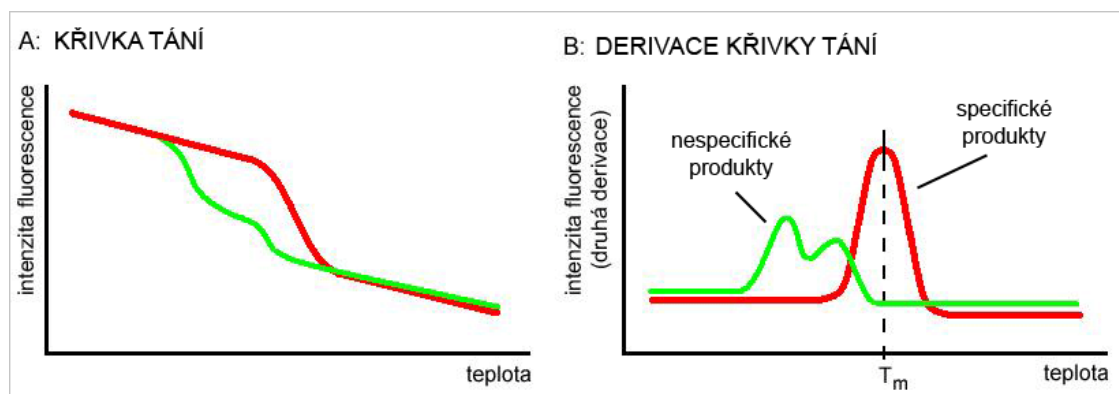 A: KŘIVKA TÁNÍ
intenzita fluorescence
teplota
B: DERIVACE KŘIVKY TÁNÍ
intenzita fluorescence
(druhá derivace)
nespecifické
produkty
specifické
produkty
Tm
teplota